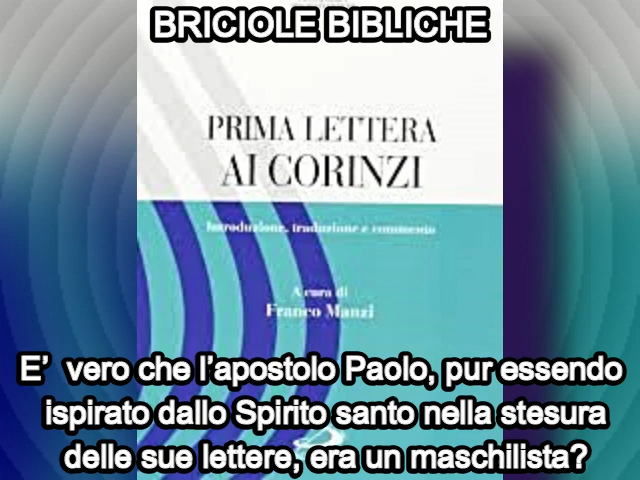 BRICIOLE BIBLICHE
PRIMA LETTERA
AI CORINZI
Introduzione, traduzione e commento
A cura di
Franco Manzi
E’ vero che l’apostolo Paolo, pur essendo
ispirato dallo Spirito santo nella stesura
delle sue lettere, era un maschilista?